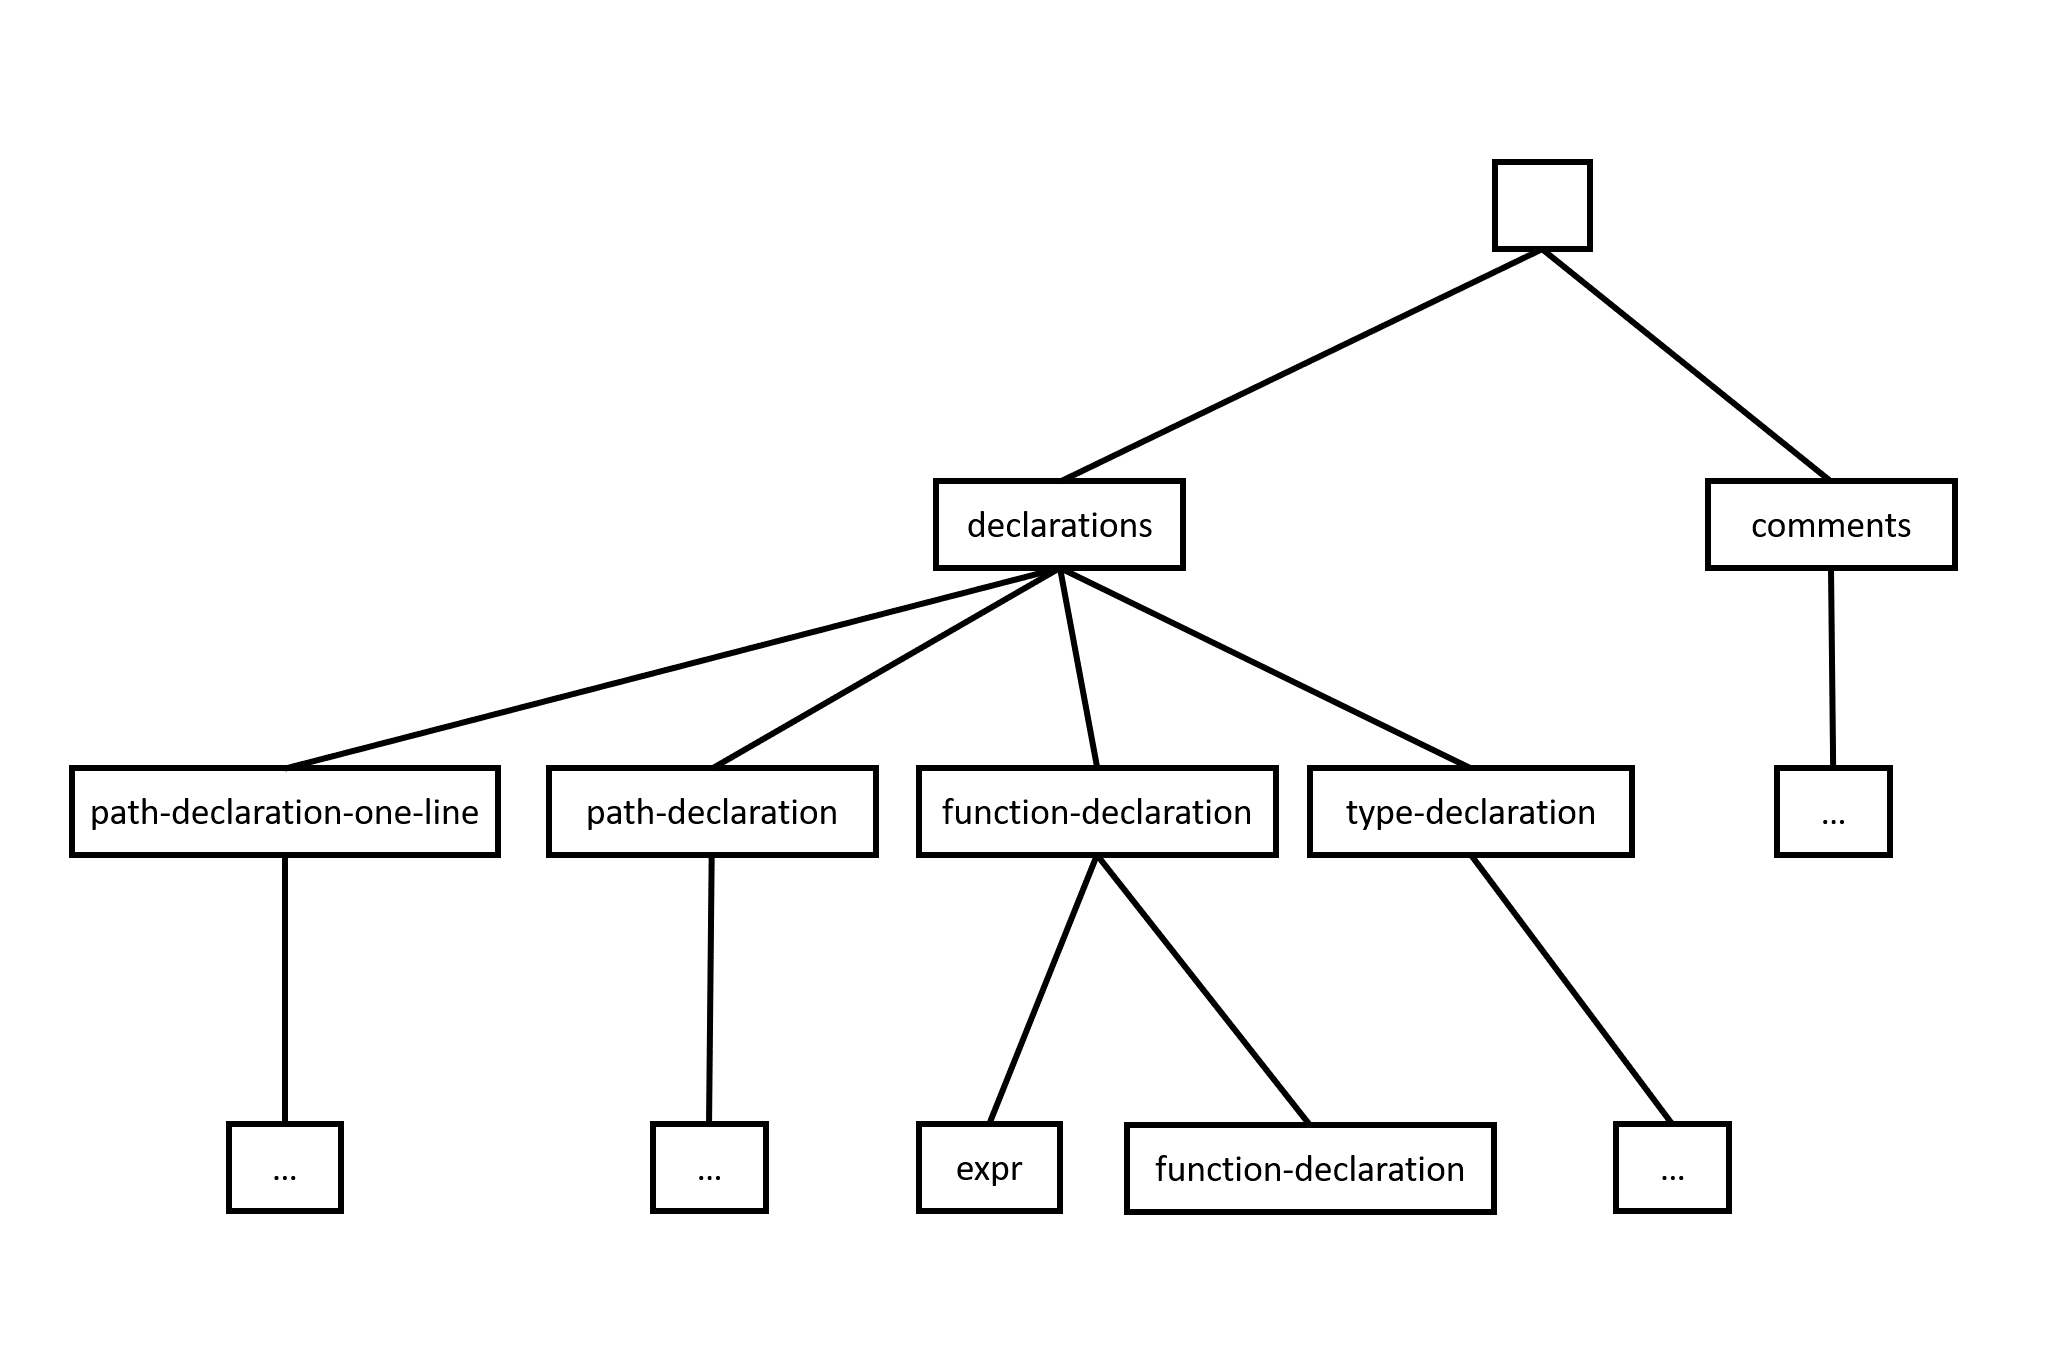 declarations
comments
path-declaration-one-line
path-declaration
function-declaration
type-declaration
...
...
...
expr
function-declaration
...